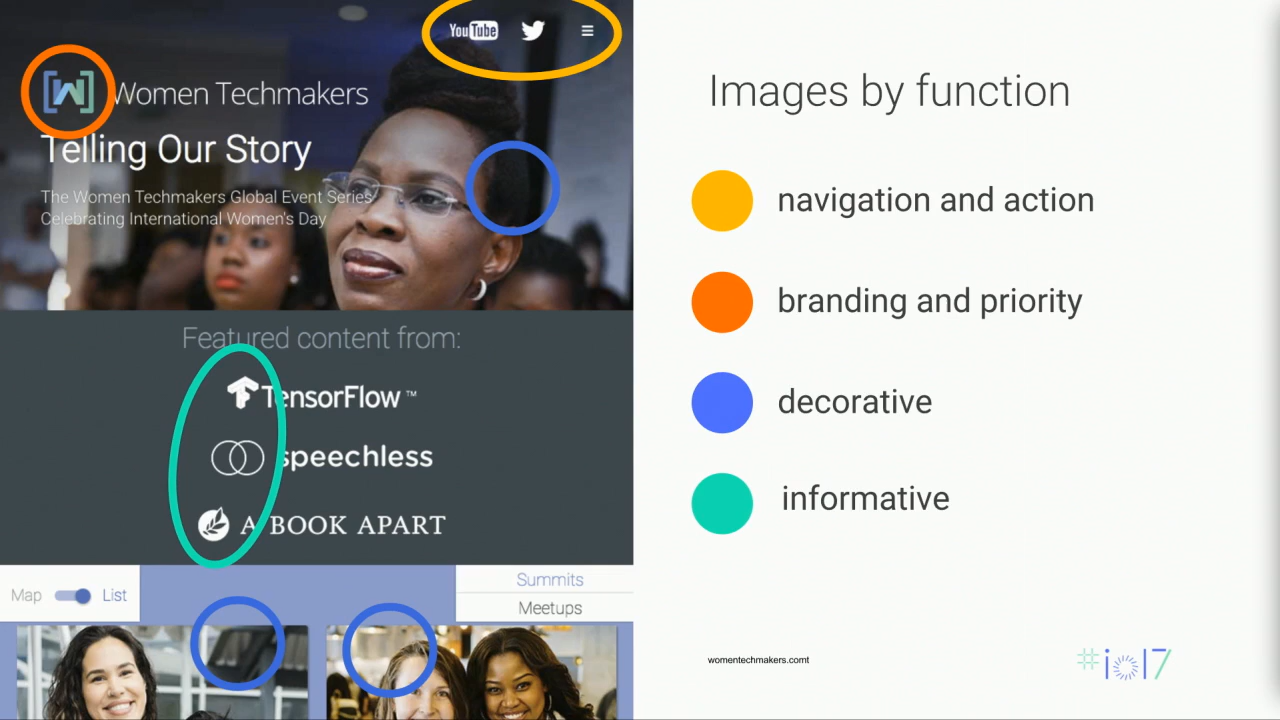 YouTube
Women Techmakers
Telling Our Story
The Women Techmakers Global Event Series
Celebrating International Women's Day
Featured content from:
TensorFlow ™
speechless
A BOOK APART
Map List
Summits
Meetups
Images by function
navigation and action
branding and priority
decorative
informative
womentechmakers.comt
#io17